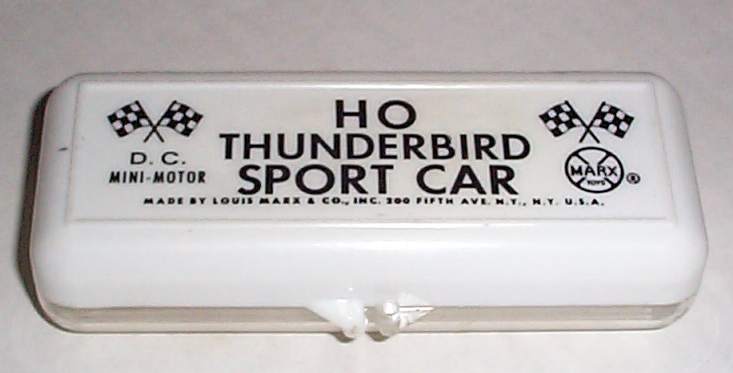 HO
THUNDERBIRD
SPORT CAR
D. C.
MINI-MOTOR
MARX
TOYS
®
MADE BY LOUIS MARX & CO., INC. 200 FIFTH AVE. N.Y., N.Y. U.S.A.